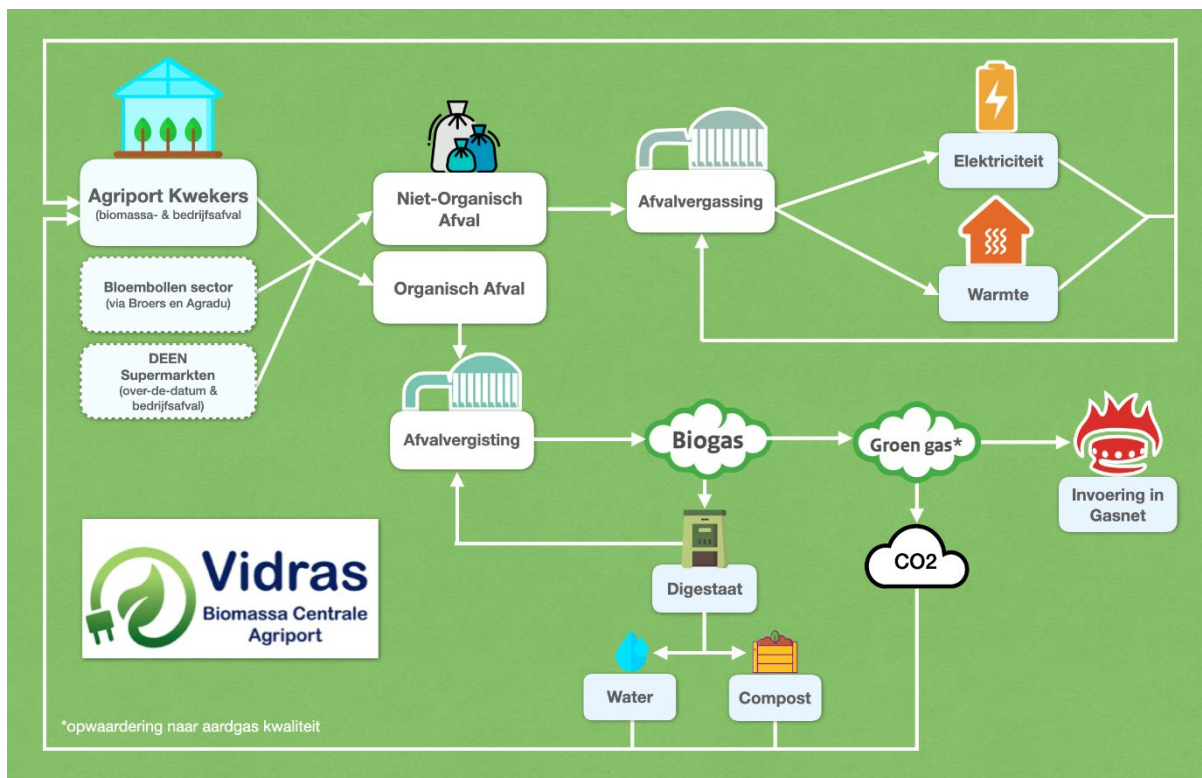 Agriport Kwekers
(biomassa- & bedrijfsafval
Bloembollen sector
(via Broers en Agradu)
DEEN
Supermarkten
(over-de-datum &
bedrijfsafval)
Niet-Organisch
Afval
Organisch Afval
Afvalvergassing
Elektriciteit
Warmte
Afvalvergisting
Biogas
Groen gas*
Invoering in
Gasnet
CO2
Digestaat
Water
Compost
Vidras
Biomassa Centrale
Agriport
*opwaardering naar aardgas kwaliteit